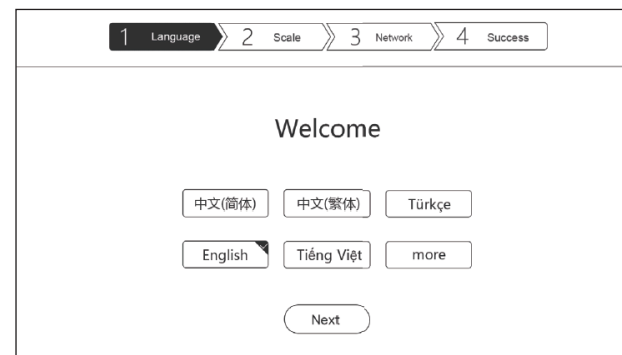 1 Language 2 Scale 3 Network 4 Success
Welcome
中文(简体) 中文(繁体) Türkçe
English Tiếng Việt more
Next